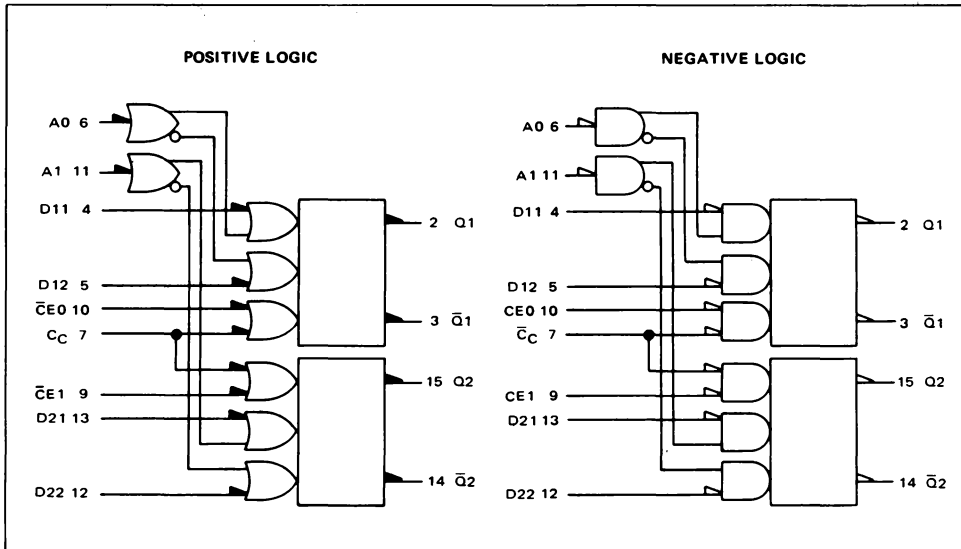 POSITIVE LOGIC
A0 6
A1 11
D11 4
D12 5
C̅E0 10
C_C 7
C̅E1 9
D21 13
D22 12
2 Q1
3 Q̅1
15 Q2
14 Q̅2
NEGATIVE LOGIC
A0 6
A1 11
D11 4
D12 5
CE0 10
C̅_C 7
CE1 9
D21 13
D22 12
2 Q1
3 Q̅1
15 Q2
14 Q̅2